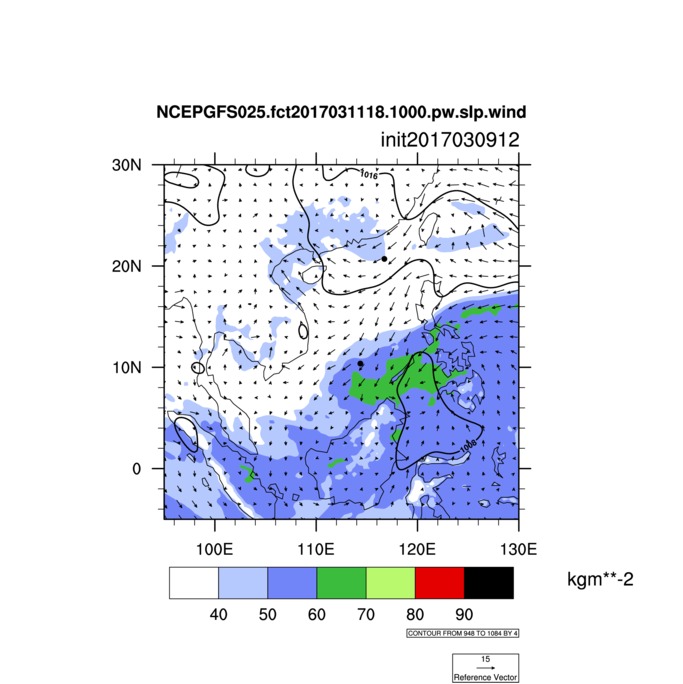 NCEPGFS025.fct2017031118.1000.pw.slp.wind
init2017030912
30N
20N
10N
0
1016
1008
100E
110E
120E
130E
40
50
60
70
80
90
kgm**-2
CONTOUR FROM 948 TO 1084 BY 4
15
Reference Vector